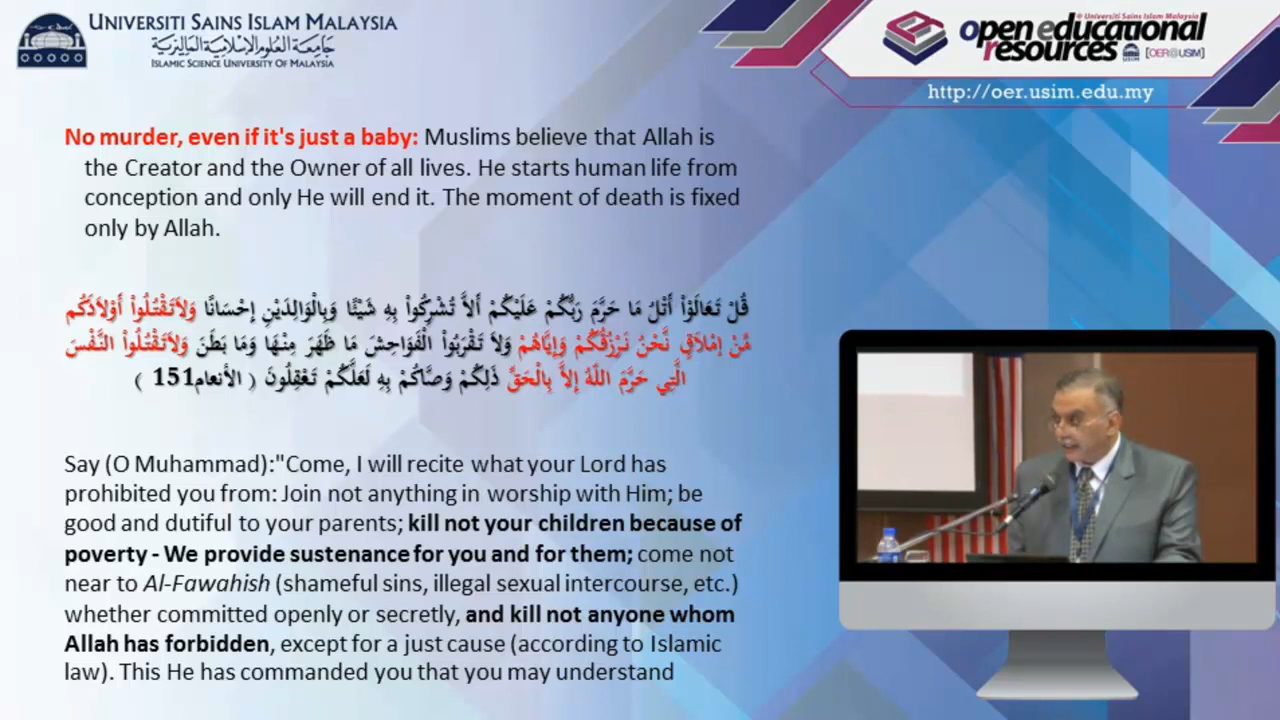 UNIVERSITI SAINS ISLAM MALAYSIA
جامعة العلوم الإسلامية الماليزية
ISLAMIC SCIENCE UNIVERSITY OF MALAYSIA
@ Universiti Sains Islam Malaysia
open educational
resources
USIM
[OER@USIM]
http://oer.usim.edu.my
No murder, even if it's just a baby: Muslims believe that Allah is
the Creator and the Owner of all lives. He starts human life from
conception and only He will end it. The moment of death is fixed
only by Allah.
قُلْ تَعَالَوْاْ أَتْلُ مَا حَرَّمَ رَبُّكُمْ عَلَيْكُمْ أَلاَّ تُشْرِكُواْ بِهِ شَيْئًا وَبِالْوَالِدَيْنِ إِحْسَانًا وَلاَتَقْتُلُواْ أَوْلاَدَكُم
مِّنْ إمْلاَقٍ نَّحْنُ نَرْزُقُكُمْ وَإِيَّاهُمْ وَلاَ تَقْرَبُواْ الْفَوَاحِشَ مَا ظَهَرَ مِنْهَا وَمَا بَطَنَ وَلاَتَقْتُلُواْ النَّفْسَ
الَّتِي حَرَّمَ اللّهُ إِلاَّ بِالْحَقِّ ذَلِكُمْ وَصَّاكُمْ بِهِ لَعَلَّكُمْ تَعْقِلُونَ ( الأنعام151 )
Say (O Muhammad):"Come, I will recite what your Lord has
prohibited you from: Join not anything in worship with Him; be
good and dutiful to your parents; kill not your children because of
poverty - We provide sustenance for you and for them; come not
near to Al-Fawahish (shameful sins, illegal sexual intercourse, etc.)
whether committed openly or secretly, and kill not anyone whom
Allah has forbidden, except for a just cause (according to Islamic
law). This He has commanded you that you may understand